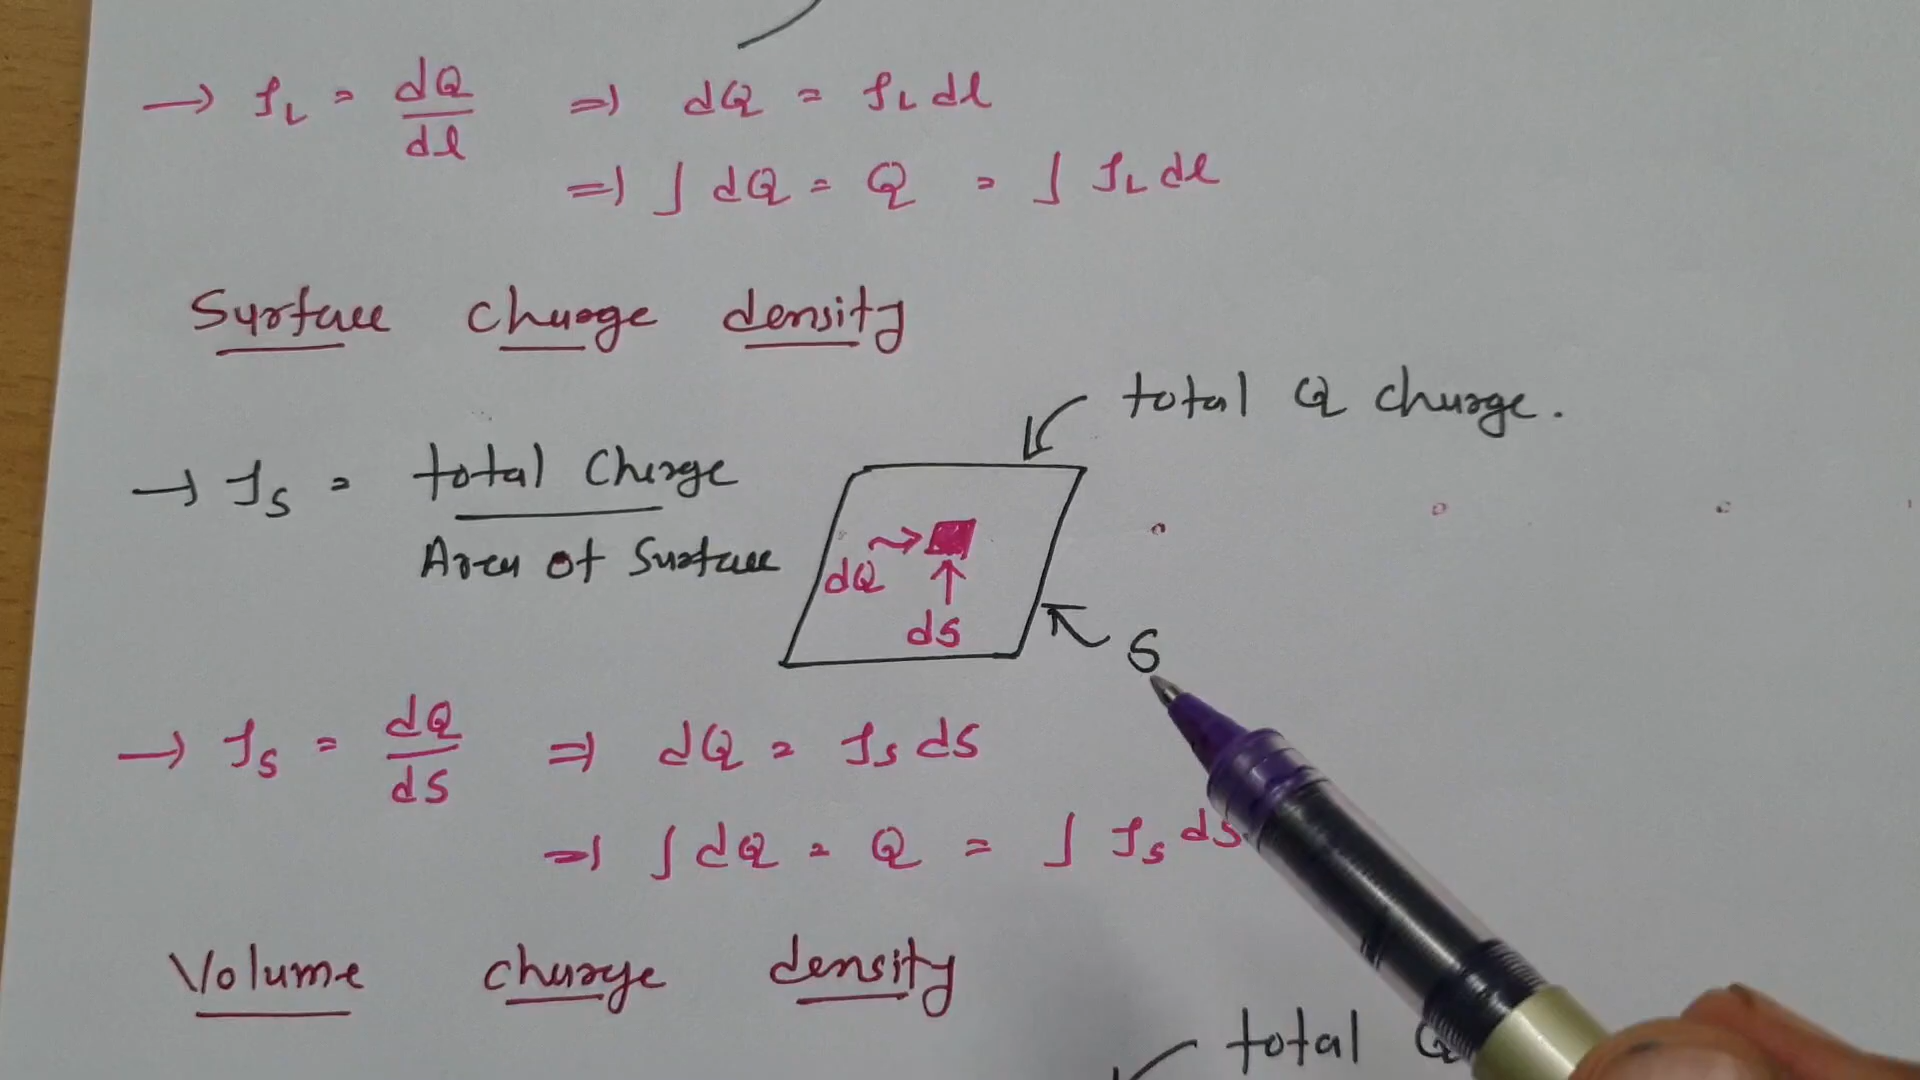 → ρL = dQ/dl ⇒ dQ = ρL dl
⇒ ∫ dQ = Q = ∫ ρL dl
Surface charge density
total Q charge.
→ ρS = total Charge / Area of Surface
dQ →
dS
S
→ ρS = dQ/dS ⇒ dQ = ρS dS
⇒ ∫ dQ = Q = ∫ ρS dS
Volume charge density
total Q